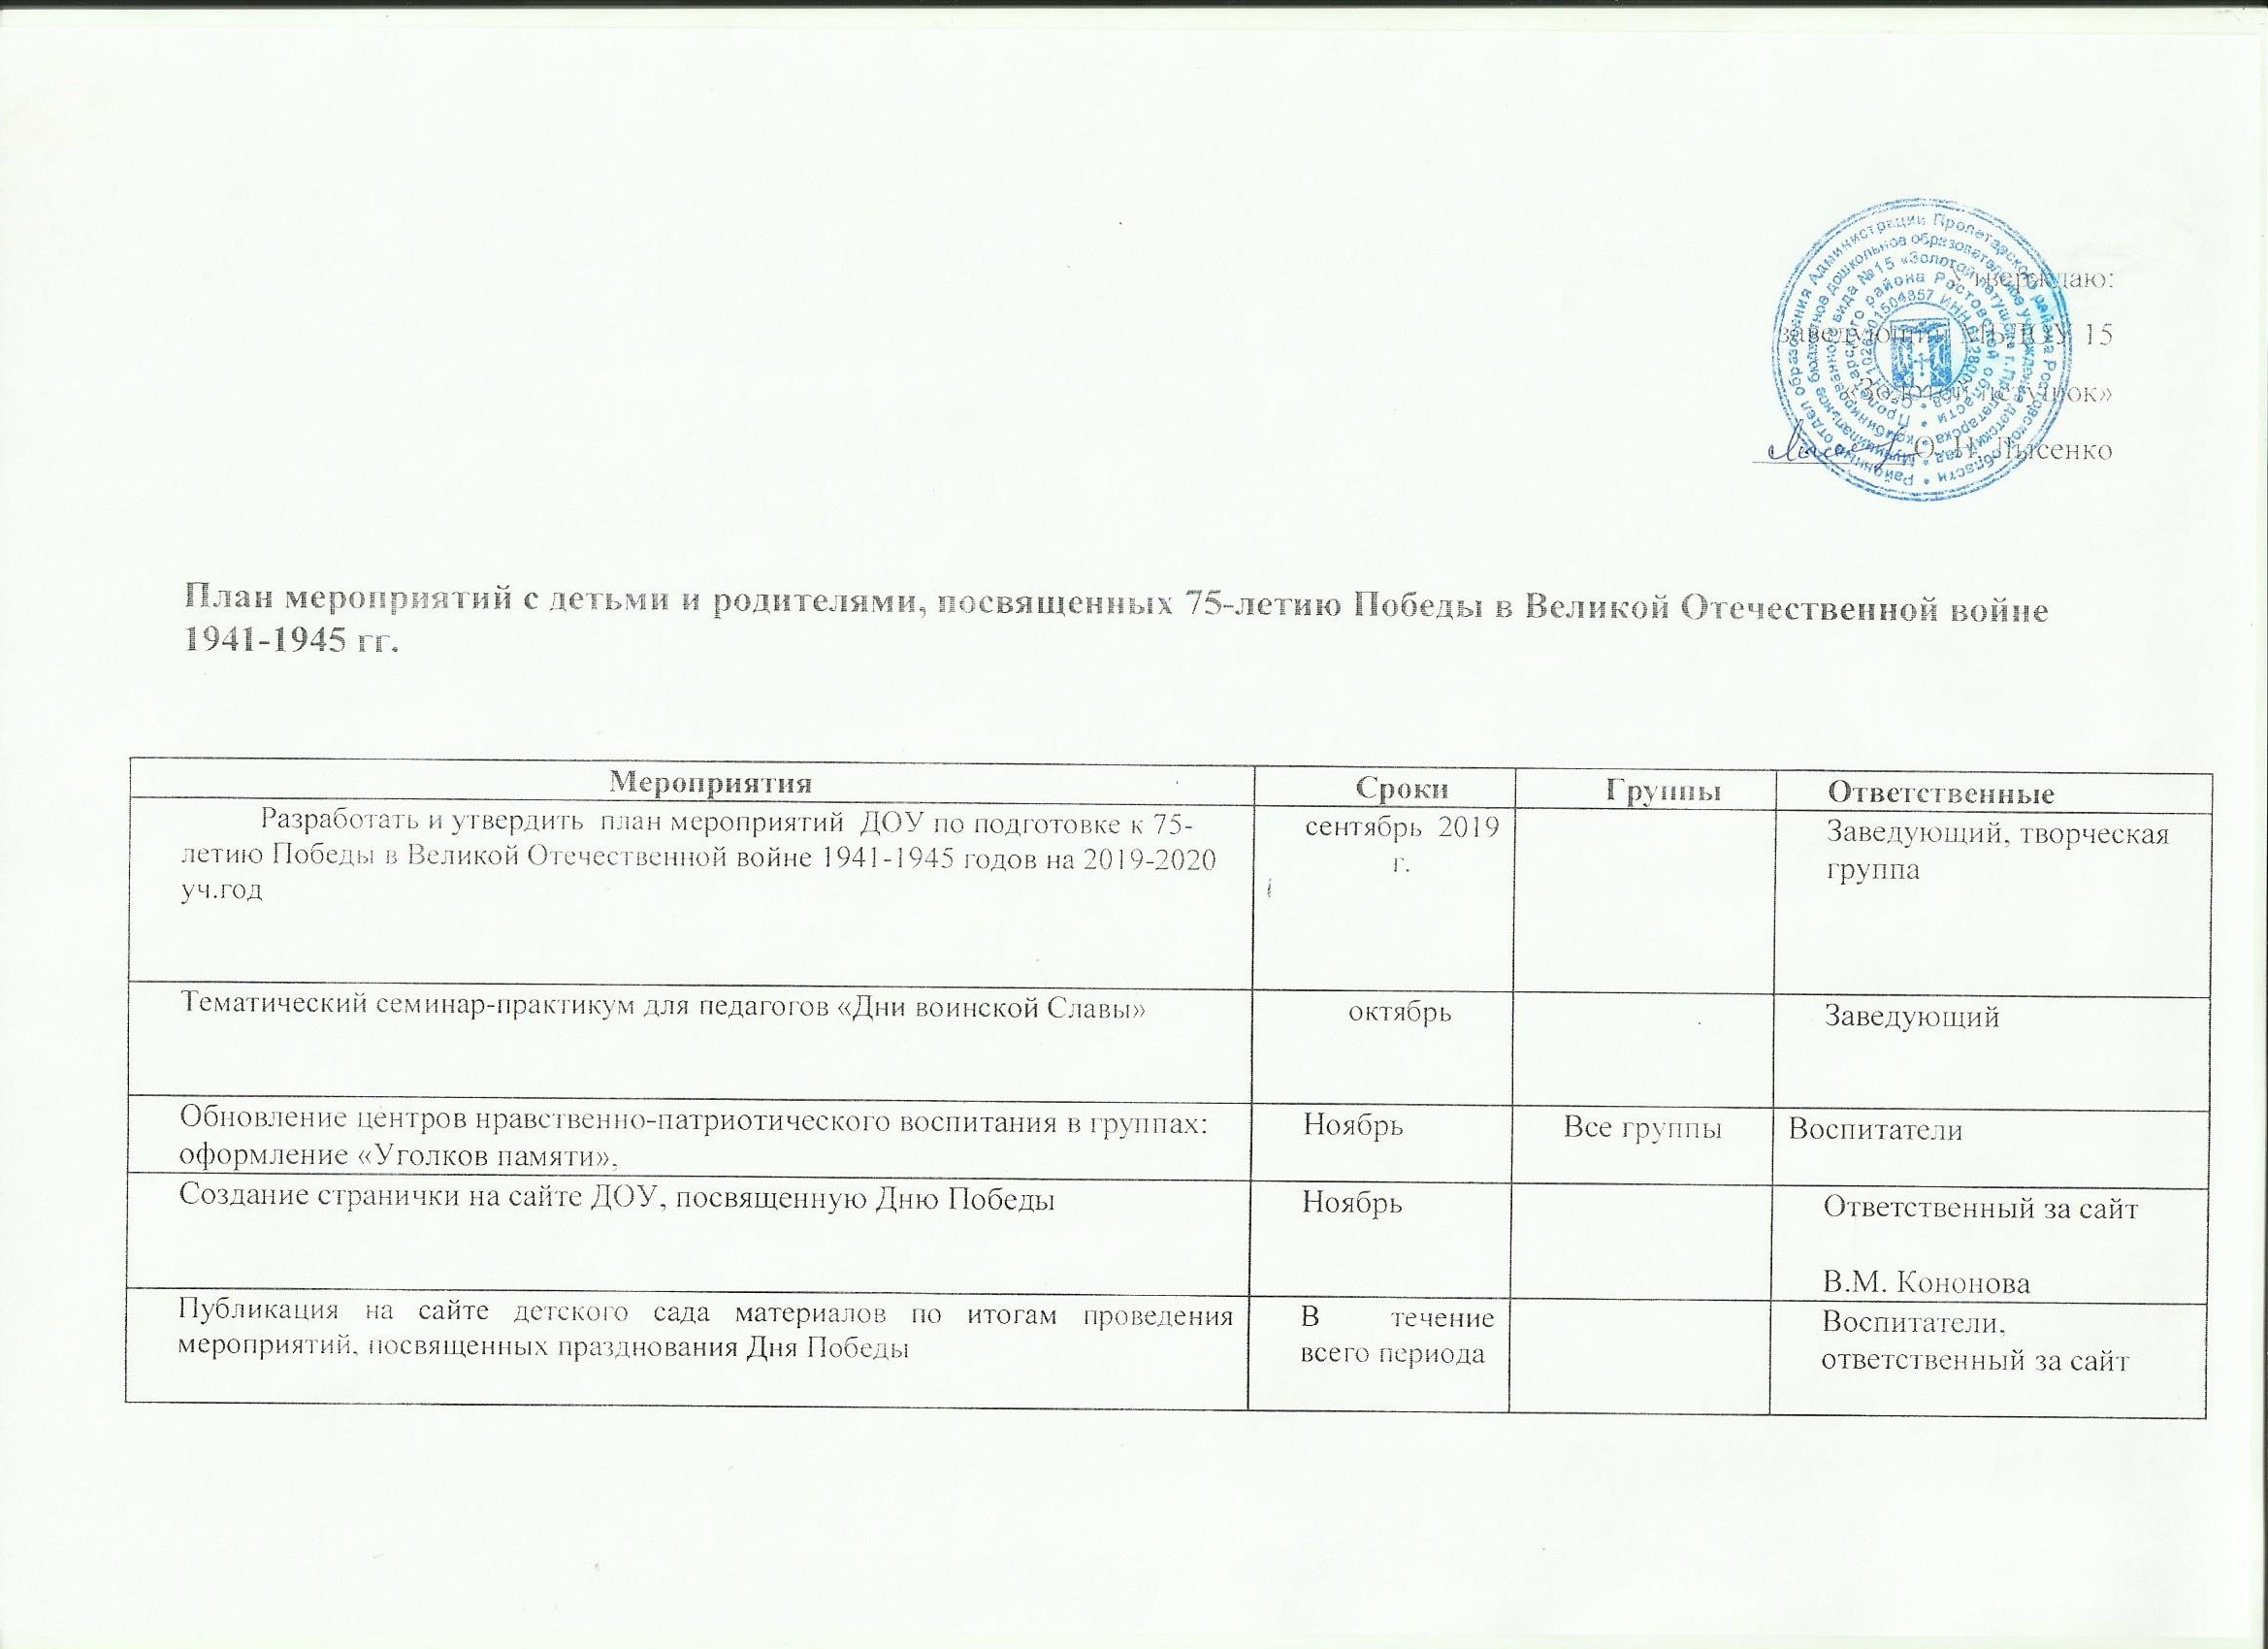 Утверждаю:
заведующий МБДОУ 15
«Золотой петушок»
О. Н. Лысенко
План мероприятий с детьми и родителями, посвященных 75-летию Победы в Великой Отечественной войне
1941-1945 гг.
Мероприятия Сроки Группы Ответственные
Разработать и утвердить план мероприятий ДОУ по подготовке к 75-
летию Победы в Великой Отечественной войне 1941-1945 годов на 2019-2020
уч.год
сентябрь 2019
г.
Заведующий, творческая
группа
Тематический семинар-практикум для педагогов «Дни воинской Славы»
октябрь
Заведующий
Обновление центров нравственно-патриотического воспитания в группах:
оформление «Уголков памяти»,
Ноябрь
Все группы
Воспитатели
Создание странички на сайте ДОУ, посвященную Дню Победы
Ноябрь
Ответственный за сайт
В.М. Кононова
Публикация на сайте детского сада материалов по итогам проведения
мероприятий, посвященных празднования Дня Победы
В течение
всего периода
Воспитатели,
ответственный за сайт